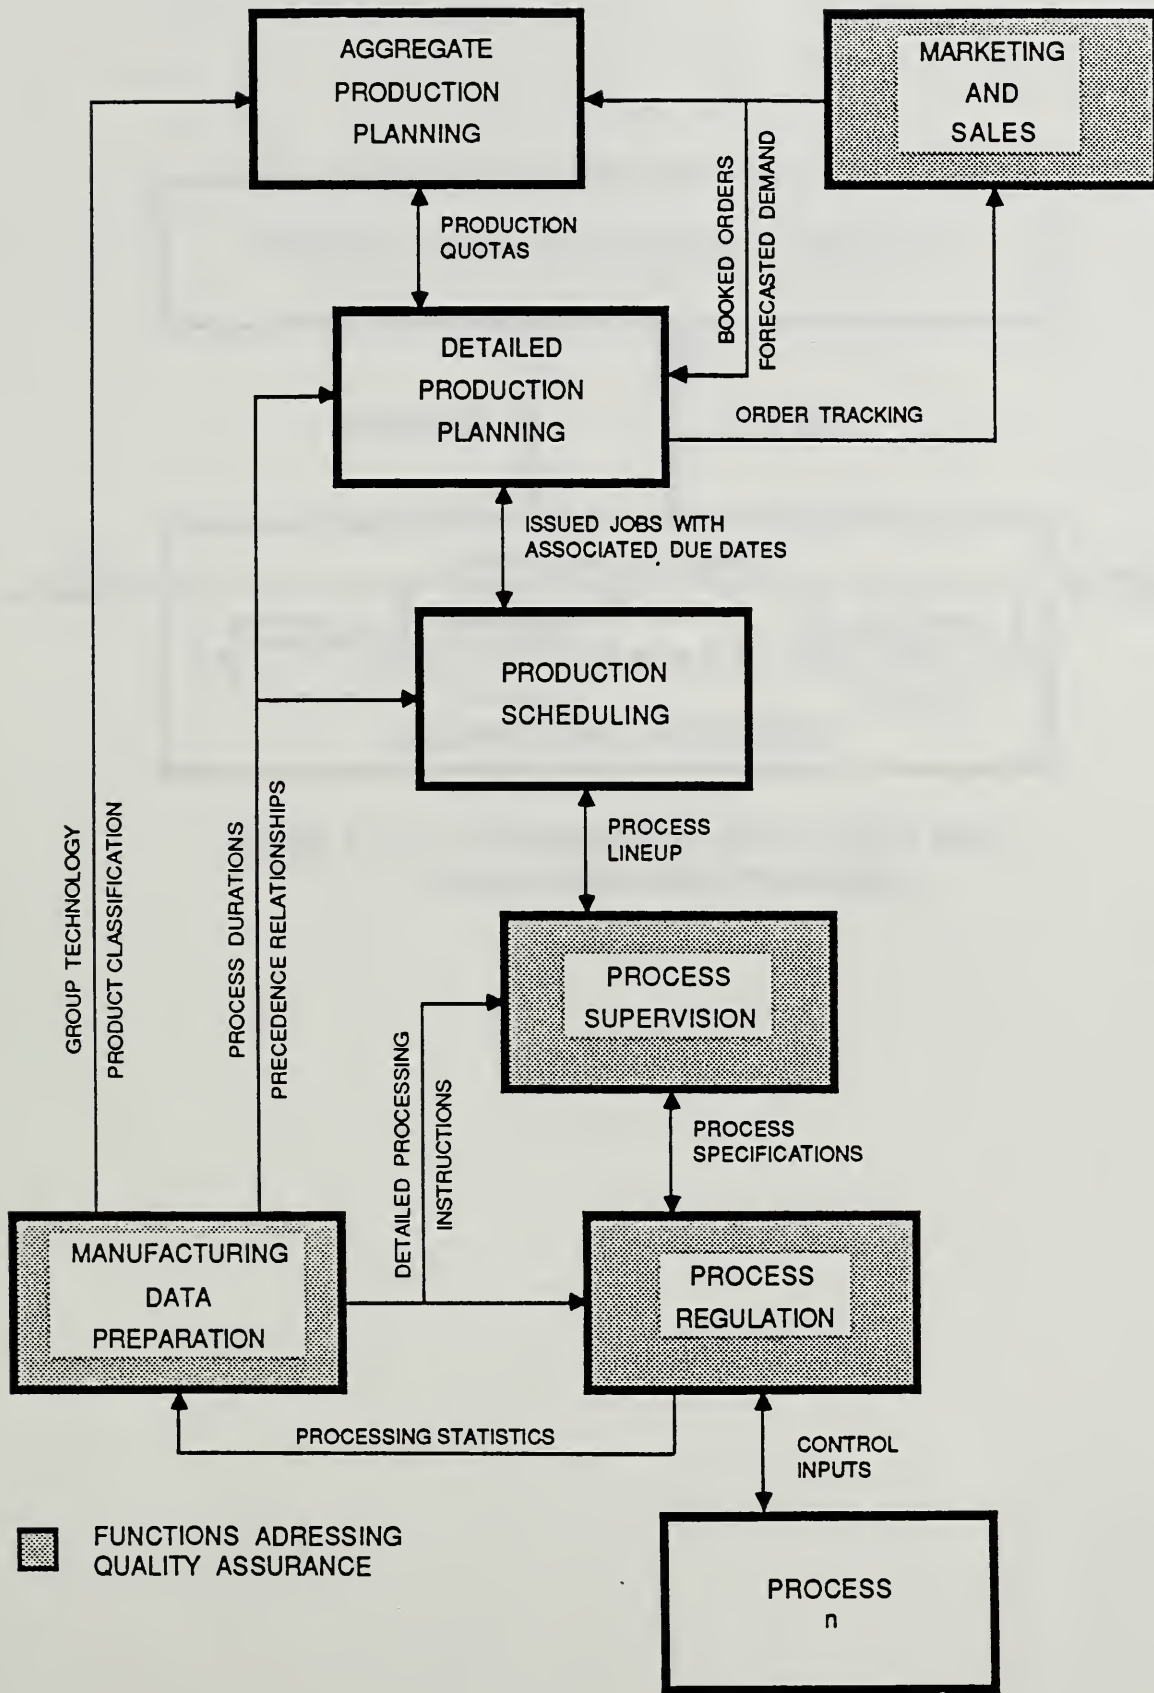 AGGREGATE
PRODUCTION
PLANNING
MARKETING
AND
SALES
PRODUCTION
QUOTAS
BOOKED ORDERS
FORECASTED DEMAND
DETAILED
PRODUCTION
PLANNING
ORDER TRACKING
ISSUED JOBS WITH
ASSOCIATED DUE DATES
PRODUCTION
SCHEDULING
GROUP TECHNOLOGY
PRODUCT CLASSIFICATION
PROCESS DURATIONS
PRECEDENCE RELATIONSHIPS
PROCESS
LINEUP
PROCESS
SUPERVISION
DETAILED PROCESSING
INSTRUCTIONS
PROCESS
SPECIFICATIONS
MANUFACTURING
DATA
PREPARATION
PROCESS
REGULATION
PROCESSING STATISTICS
CONTROL
INPUTS
FUNCTIONS ADRESSING
QUALITY ASSURANCE
PROCESS
n